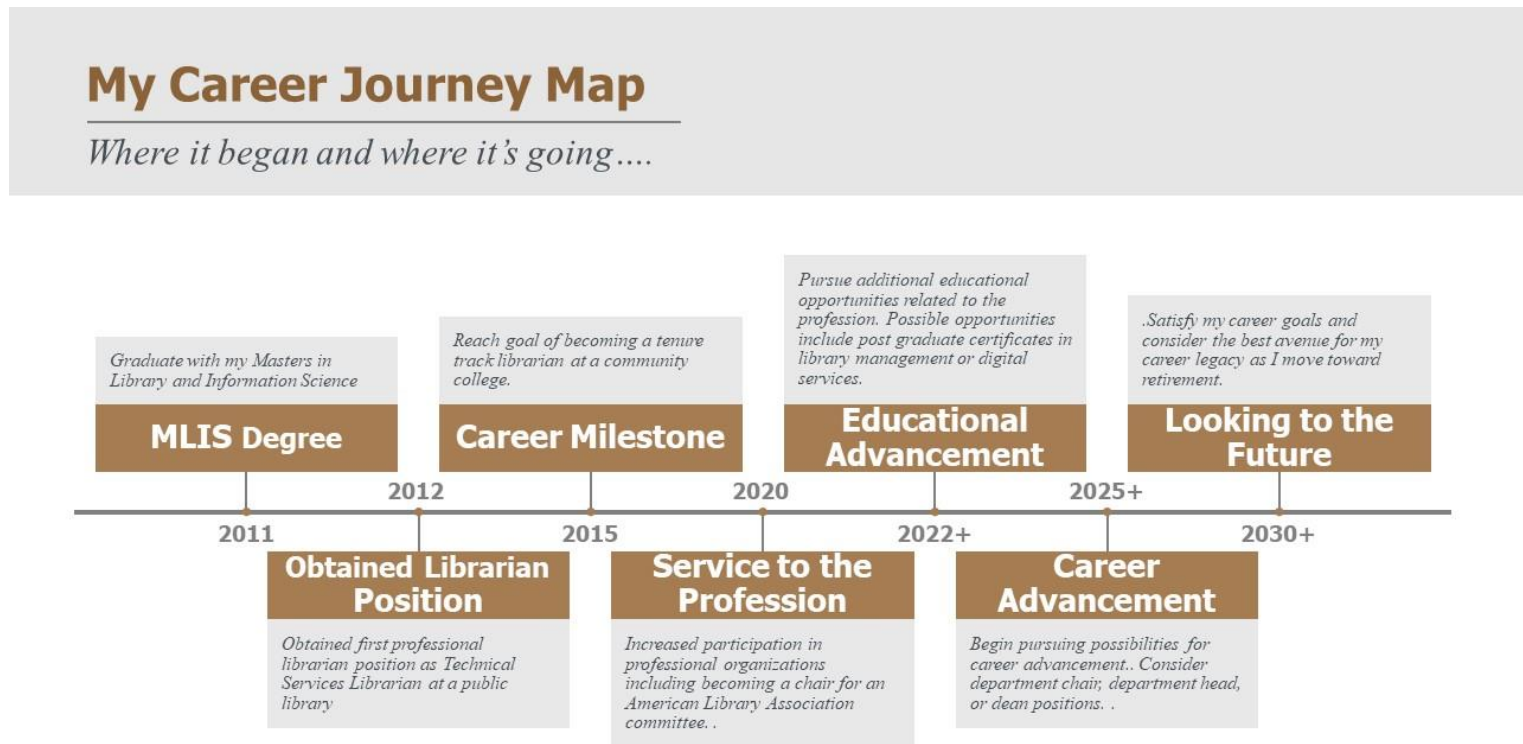 My Career Journey Map
Where it began and where it's going....
Graduate with my Masters in
Library and Information Science
MLIS Degree
2011
2012
Obtained Librarian
Position
Obtained first professional
librarian position as Technical
Services Librarian at a public
library
Reach goal of becoming a tenure
track librarian at a community
college.
Career Milestone
2015
2020
Service to the
Profession
Increased participation in
professional organizations
including becoming a chair for an
American Library Association
committee. .
Pursue additional educational
opportunities related to the
profession. Possible opportunities
include post graduate certificates in
library management or digital
services.
Educational
Advancement
2022+
2025+
Career
Advancement
Begin pursuing possibilities for
career advancement.. Consider
department chair, department head,
or dean positions. .
.Satisfy my career goals and
consider the best avenue for my
career legacy as I move toward
retirement.
Looking to the
Future
2030+